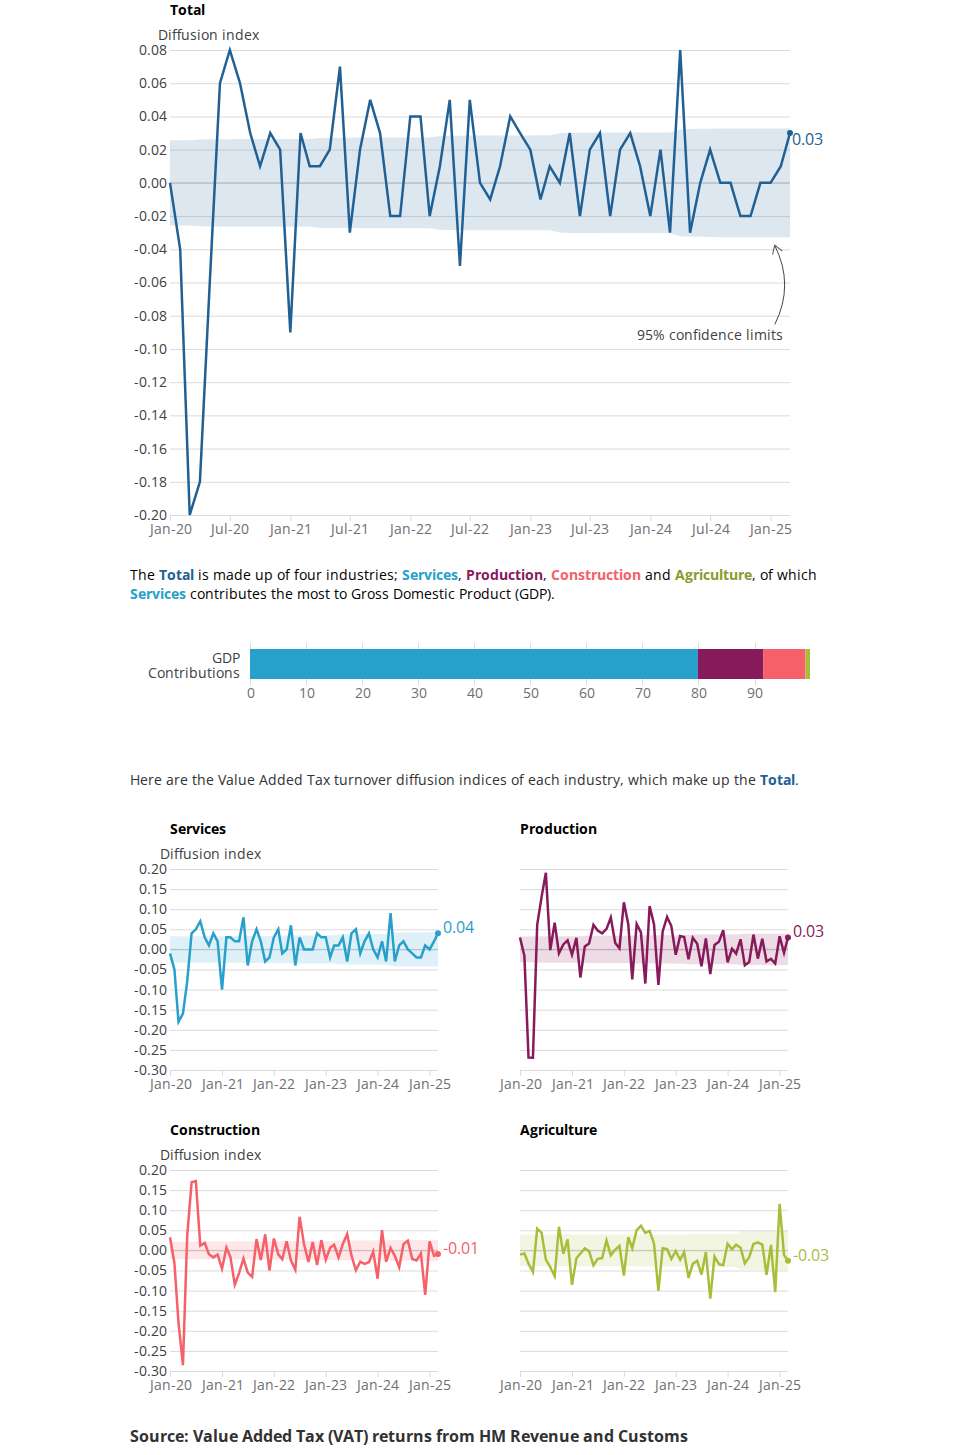 Total
Diffusion index
0.08
0.06
0.04
0.02
0.00
-0.02
-0.04
-0.06
-0.08
-0.10
-0.12
-0.14
-0.16
-0.18
-0.20
0.03
95% confidence limits
Jan-20 Jul-20 Jan-21 Jul-21 Jan-22 Jul-22 Jan-23 Jul-23 Jan-24 Jul-24 Jan-25
The Total is made up of four industries; Services, Production, Construction and Agriculture, of which
Services contributes the most to Gross Domestic Product (GDP).
GDP
Contributions
0 10 20 30 40 50 60 70 80 90
Here are the Value Added Tax turnover diffusion indices of each industry, which make up the Total.
Services
Diffusion index
0.20
0.15
0.10
0.05
0.00
-0.05
-0.10
-0.15
-0.20
-0.25
-0.30
0.04
Jan-20 Jan-21 Jan-22 Jan-23 Jan-24 Jan-25
Production
0.03
Jan-20 Jan-21 Jan-22 Jan-23 Jan-24 Jan-25
Construction
Diffusion index
0.20
0.15
0.10
0.05
0.00
-0.05
-0.10
-0.15
-0.20
-0.25
-0.30
-0.01
Jan-20 Jan-21 Jan-22 Jan-23 Jan-24 Jan-25
Agriculture
-0.03
Jan-20 Jan-21 Jan-22 Jan-23 Jan-24 Jan-25
Source: Value Added Tax (VAT) returns from HM Revenue and Customs